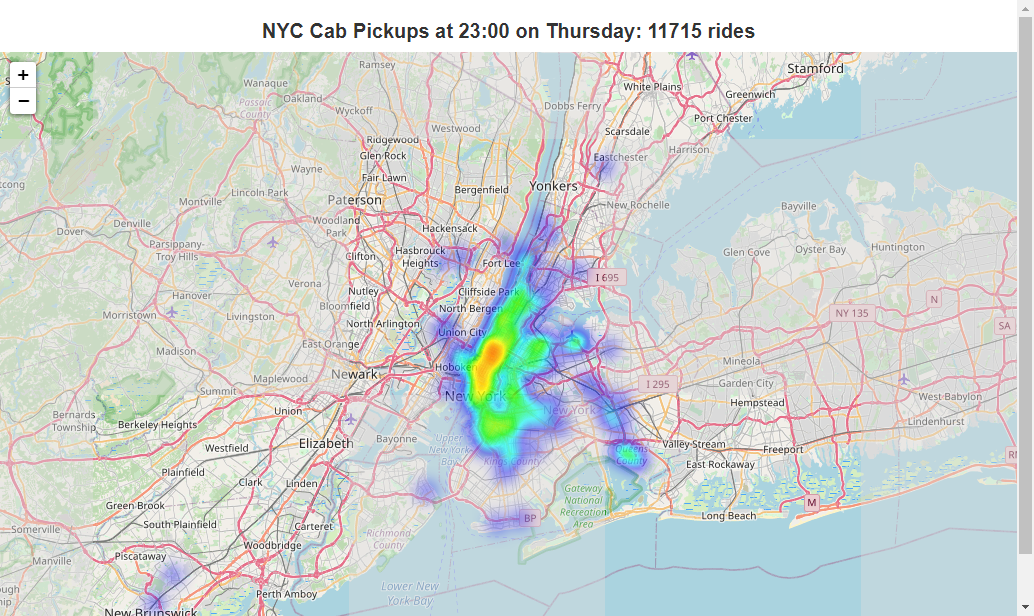 NYC Cab Pickups at 23:00 on Thursday: 11715 rides
+
−
Ramsey
Stamford
White Plains
Wanaque
Oakland
Greenwich
Passaic
County
Wyckoff
Dobbs Ferry
Port Chester
Westwood
Scarsdale
Ridgewood
Harrison
Glen Rock
Eastchester
Wayne
Fair Lawn
Bergenfield
Yonkers
Lincoln Park
Paterson
Montville
New Rochelle
Bayville
Denville
Woodland
Park
Hackensack
Dover
Parsippany-
Troy Hills
Clifton
Hasbrouck
Heights
Fort Lee
Glen Cove
Oyster Bay
Huntington
I 695
Verona
Nutley
Cliffside Park
Hanover
Bloomfield
North Bergen
N
Morristown
Livingston
North Arlington
NY 135
SA
Union City
East Orange
Madison
Hoboken
Mineola
Newark
Maplewood
I 295
Garden City
Summit
New York
West Babylon
Hempstead
Bernards
Township
Union
New York
Berkeley Heights
Bayonne
Lindenhurst
Elizabeth
Upper
New York
Bay
Valley Stream
Freeport
Westfield
Queens
County
Kings County
East Rockaway
Plainfield
Clark
Linden
Gateway
National
Recreation
Area
M
Green Brook
BP
Long Beach
South Plainfield
Carteret
Somerville
Richmond
County
Woodbridge
Piscataway
Manville
Lower New
York Bay
Perth Amboy
New Brunswick